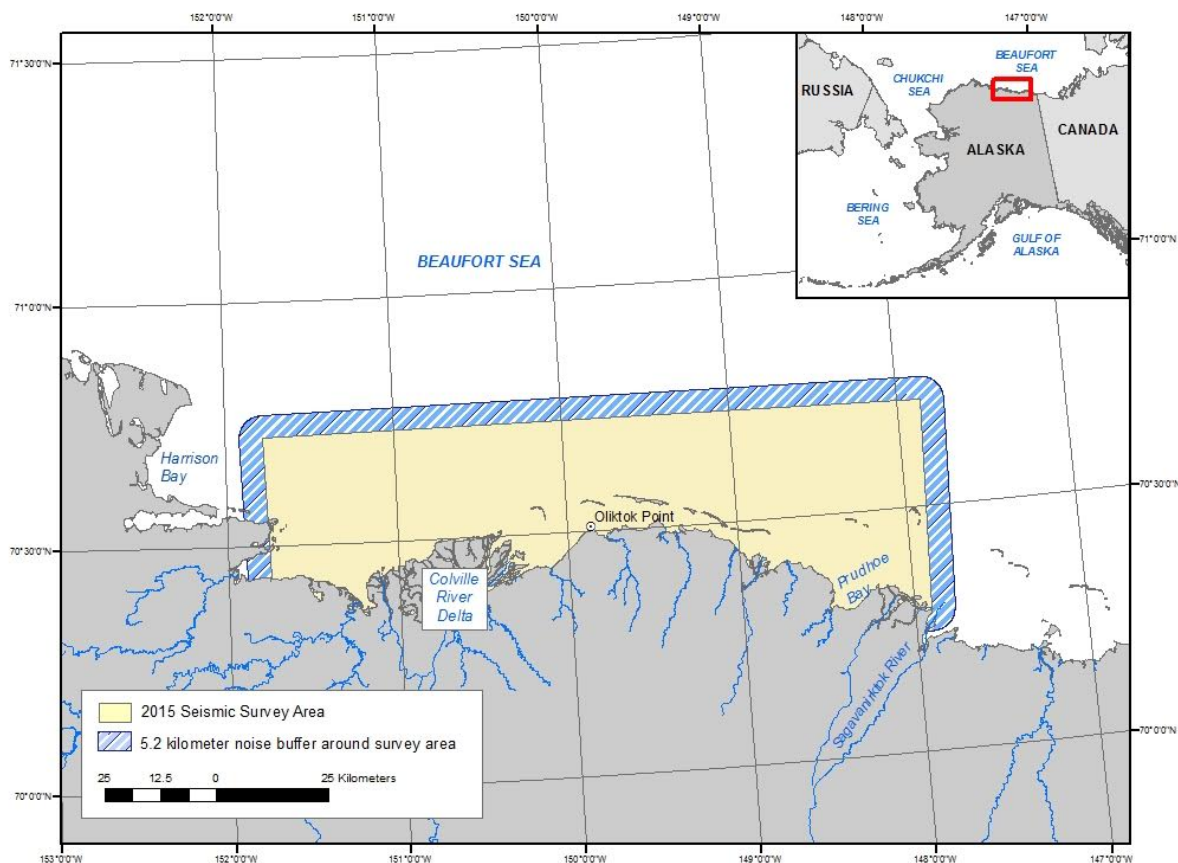 152°0'0"W 151°0'0"W 150°0'0"W 149°0'0"W 148°0'0"W 147°0'0"W
71°30'0"N
BEAUFORT
SEA
CHUKCHI
SEA
RUSSIA
CANADA
ALASKA
BERING
SEA
GULF OF
ALASKA
71°0'0"N
BEAUFORT SEA
71°0'0"N
Harrison
Bay
70°30'0"N
Oliktok Point
70°30'0"N
Colville
River
Delta
Prudhoe
Bay
Sagavanirktok River
2015 Seismic Survey Area
5.2 kilometer noise buffer around survey area
25 12.5 0 25 Kilometers
70°0'0"N
70°0'0"N
153°0'0"W 152°0'0"W 151°0'0"W 150°0'0"W 149°0'0"W 148°0'0"W 147°0'0"W